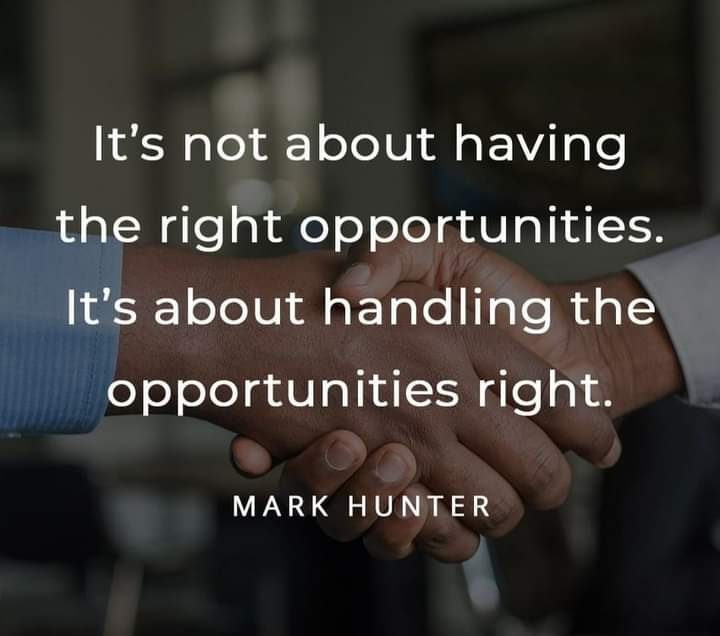 It’s not about having
the right opportunities.
It’s about handling the
opportunities right.
MARK HUNTER